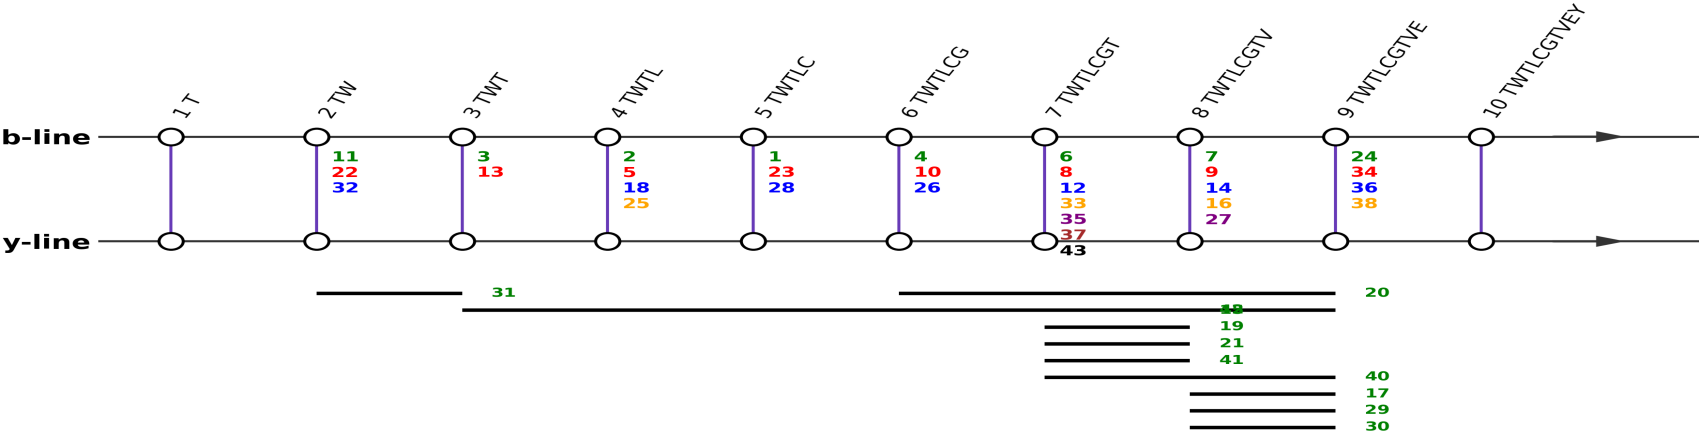 1 T
2 TW
3 TWT
4 TWTL
5 TWTLC
6 TWTLCG
7 TWTLCGT
8 TWTLCGTV
9 TWTLCGTVE
10 TWTLCGTVEY
b-line
11 3 2 1 4 6 7 24
22 13 5 23 10 8 9 34
32 18 28 26 12 14 36
25 33 16 38
35 27
y-line
37
43
31 20
19
21
41
40
17
29
30